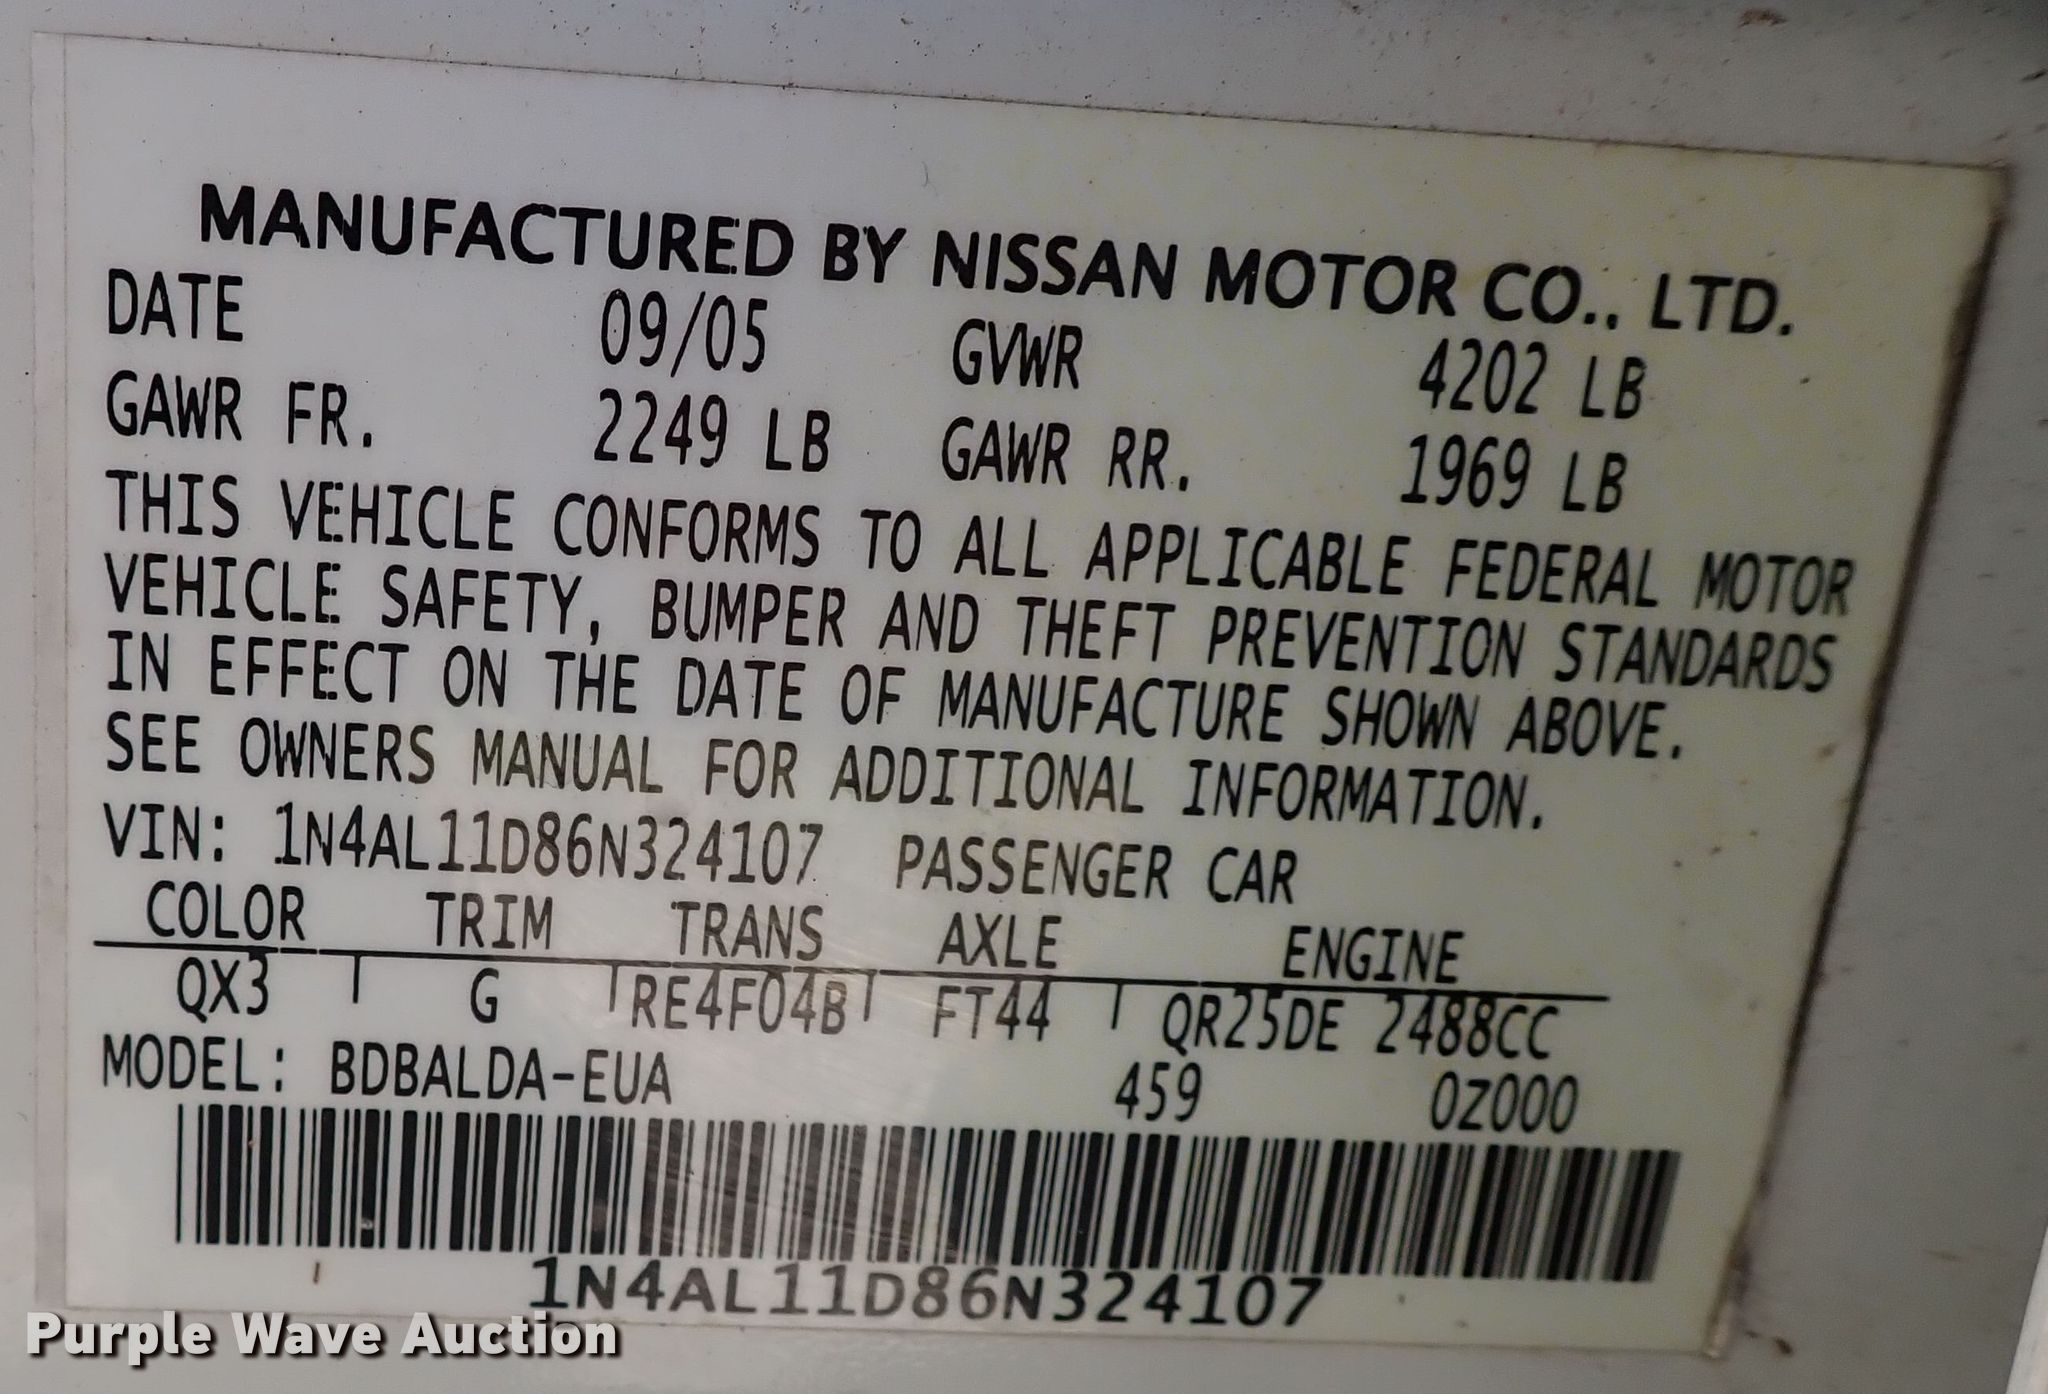 MANUFACTURED BY NISSAN MOTOR CO., LTD.
DATE 09/05 GVWR 4202 LB
GAWR FR. 2249 LB GAWR RR. 1969 LB
THIS VEHICLE CONFORMS TO ALL APPLICABLE FEDERAL MOTOR
VEHICLE SAFETY, BUMPER AND THEFT PREVENTION STANDARDS
IN EFFECT ON THE DATE OF MANUFACTURE SHOWN ABOVE.
SEE OWNERS MANUAL FOR ADDITIONAL INFORMATION.
VIN: 1N4AL11D86N324107 PASSENGER CAR
COLOR TRIM TRANS AXLE ENGINE
QX3 G RE4F04B FT44 QR25DE 2488CC
MODEL: BDBALDA-EUA 459 0Z000
1N4AL11D86N324107
Purple Wave Auction